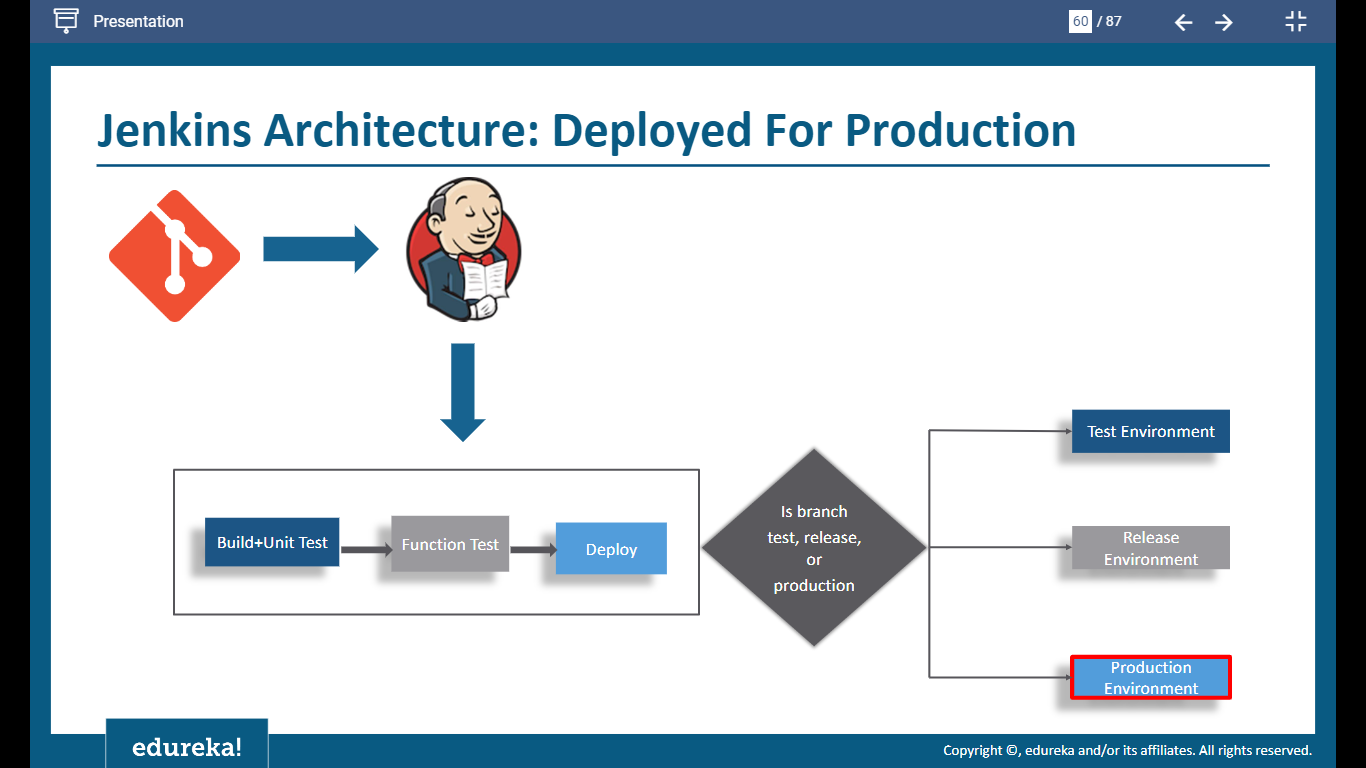 Presentation
60 / 87
Jenkins Architecture: Deployed For Production
Build+Unit Test
Function Test
Deploy
Is branch
test, release,
or
production
Test Environment
Release
Environment
Production
Environment
edureka!
Copyright ©, edureka and/or its affiliates. All rights reserved.